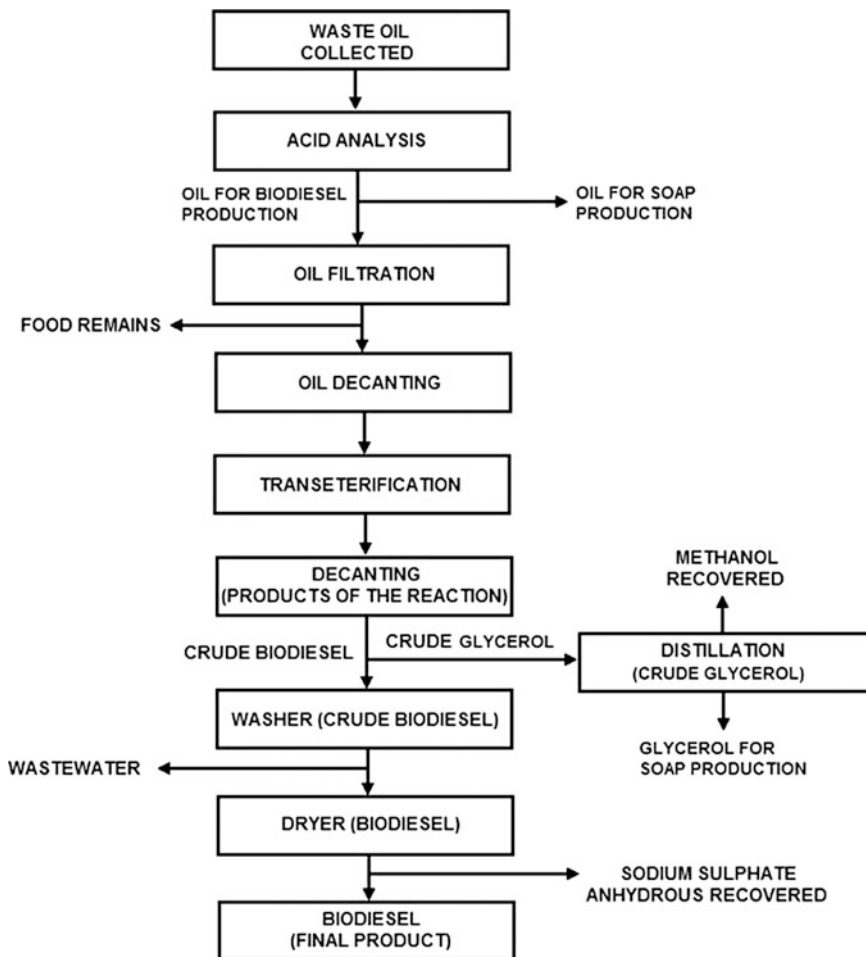 WASTE OIL
COLLECTED
ACID ANALYSIS
OIL FOR BIODIESEL
PRODUCTION
OIL FOR SOAP
PRODUCTION
OIL FILTRATION
FOOD REMAINS
OIL DECANTING
TRANSETERIFICATION
DECANTING
(PRODUCTS OF THE REACTION)
METHANOL
RECOVERED
CRUDE BIODIESEL
CRUDE GLYCEROL
DISTILLATION
(CRUDE GLYCEROL)
WASHER (CRUDE BIODIESEL)
GLYCEROL FOR
SOAP PRODUCTION
WASTEWATER
DRYER (BIODIESEL)
SODIUM SULPHATE
ANHYDROUS RECOVERED
BIODIESEL
(FINAL PRODUCT)